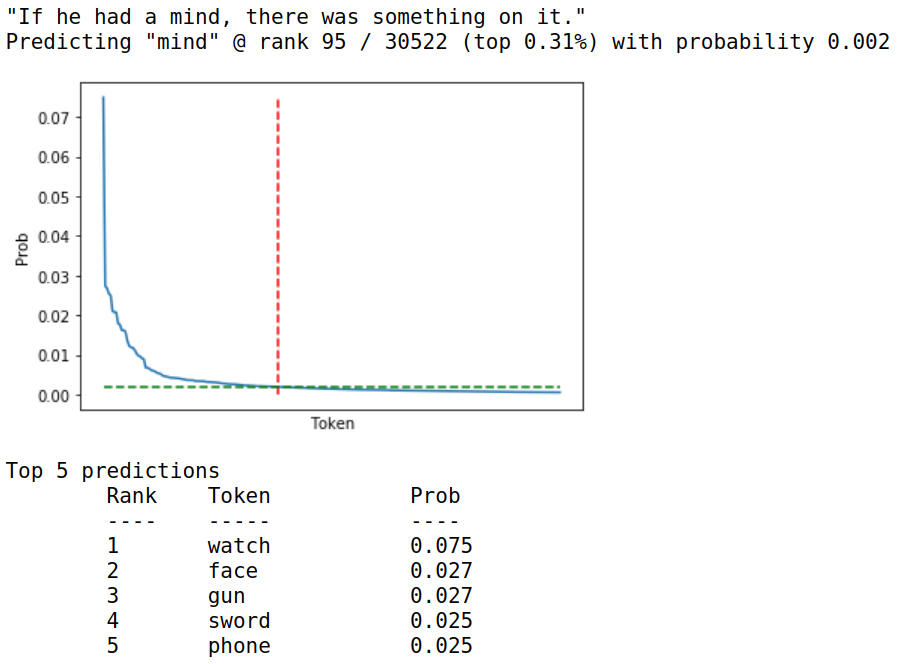 "If he had a mind, there was something on it."
Predicting "mind" @ rank 95 / 30522 (top 0.31%) with probability 0.002
0.07
0.06
0.05
0.04
0.03
0.02
0.01
0.00
Prob
Token
Top 5 predictions
Rank Token Prob
---- ----- ----
1 watch 0.075
2 face 0.027
3 gun 0.027
4 sword 0.025
5 phone 0.025